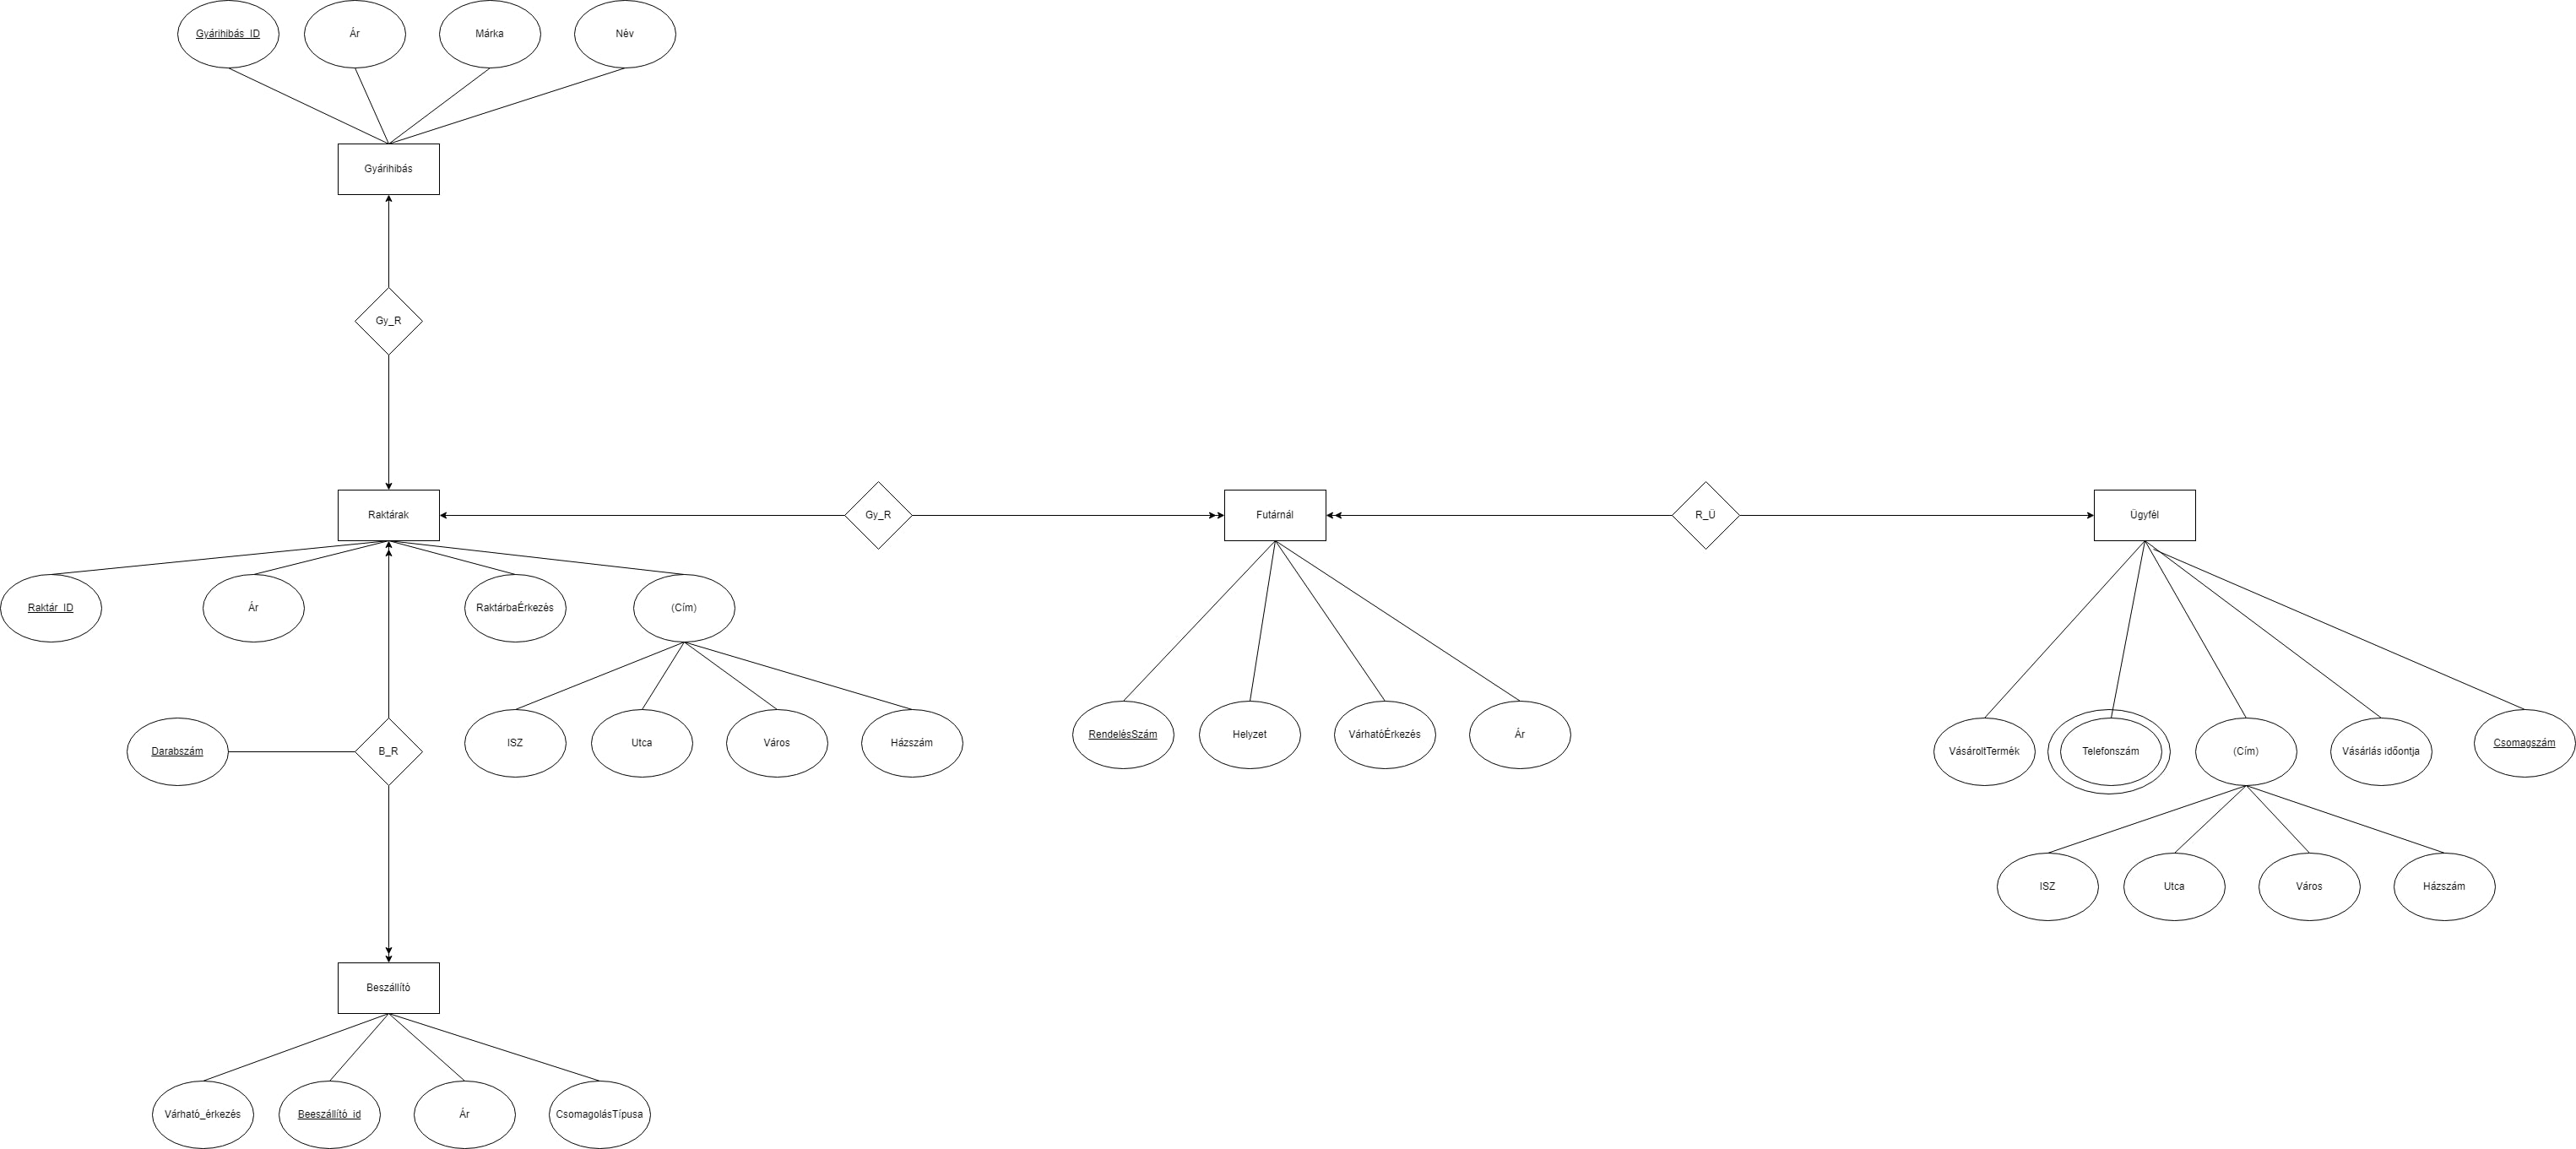 Gyárihibás_ID
Ár
Márka
Név
Gyárihibás
Gy_R
Raktárak
Gy_R
Futárnál
R_Ü
Ügyfél
Raktár_ID
Ár
RaktárbaÉrkezés
(Cím)
ISZ
Utca
Város
Házszám
RendelésSzám
Helyzet
VárhatóÉrkezés
Ár
VásároltTermék
Telefonszám
(Cím)
Vásárlás időontja
Csomagszám
Darabszám
B_R
ISZ
Utca
Város
Házszám
Beszállító
Várható_érkezés
Beeszállító_id
Ár
CsomagolásTípusa